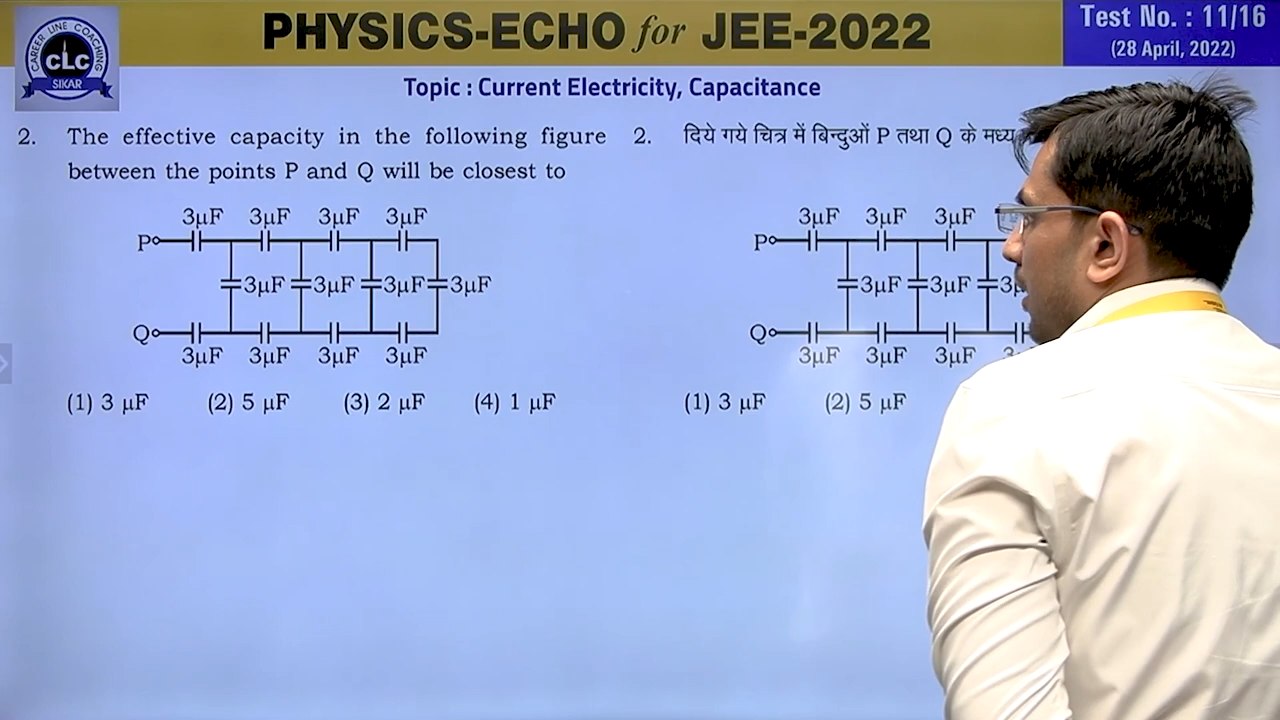 CAREER LINE COACHING
CLC
SIKAR
PHYSICS-ECHO for JEE-2022
Test No. : 11/16
(28 April, 2022)
Topic : Current Electricity, Capacitance
2. The effective capacity in the following figure
between the points P and Q will be closest to
3μF 3μF 3μF 3μF
P
3μF 3μF 3μF 3μF
Q
3μF 3μF 3μF 3μF
(1) 3 μF (2) 5 μF (3) 2 μF (4) 1 μF
2. दिये गये चित्र में बिन्दुओं P तथा Q के मध्य
3μF 3μF 3μF
P
3μF 3μF
Q
3μF 3μF 3μF
(1) 3 μF (2) 5 μF